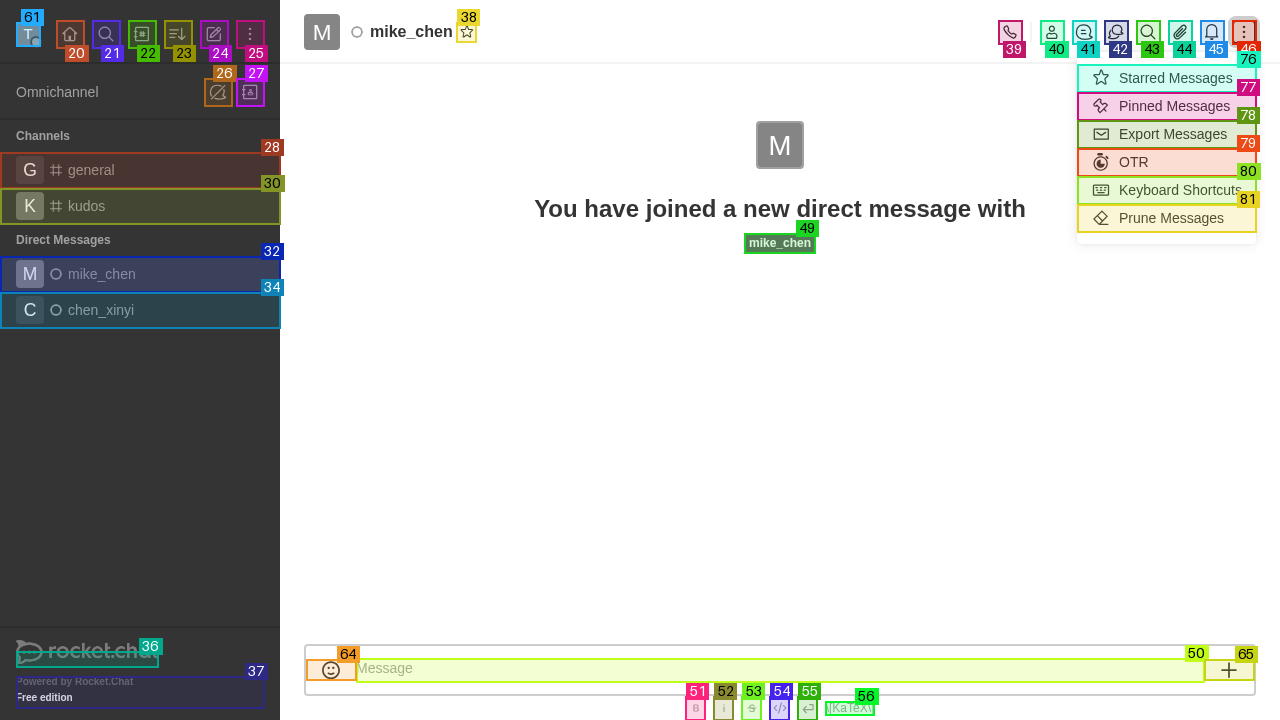 61
T
20
21
22
23
24
25
M
mike_chen
38
39
40
41
42
43
44
45
46
76
Starred Messages
77
Pinned Messages
78
Export Messages
79
OTR
80
Keyboard Shortcuts
81
Prune Messages
Omnichannel
26
27
Channels
28
G general
30
K kudos
Direct Messages
32
M mike_chen
34
C chen_xinyi
M
You have joined a new direct message with
49
mike_chen
rocket.chat
36
37
Powered by Rocket.Chat
Free edition
64
Message
50
65
51
52
53
54
55
56
B
i
S
</>
\[KaTeX\]